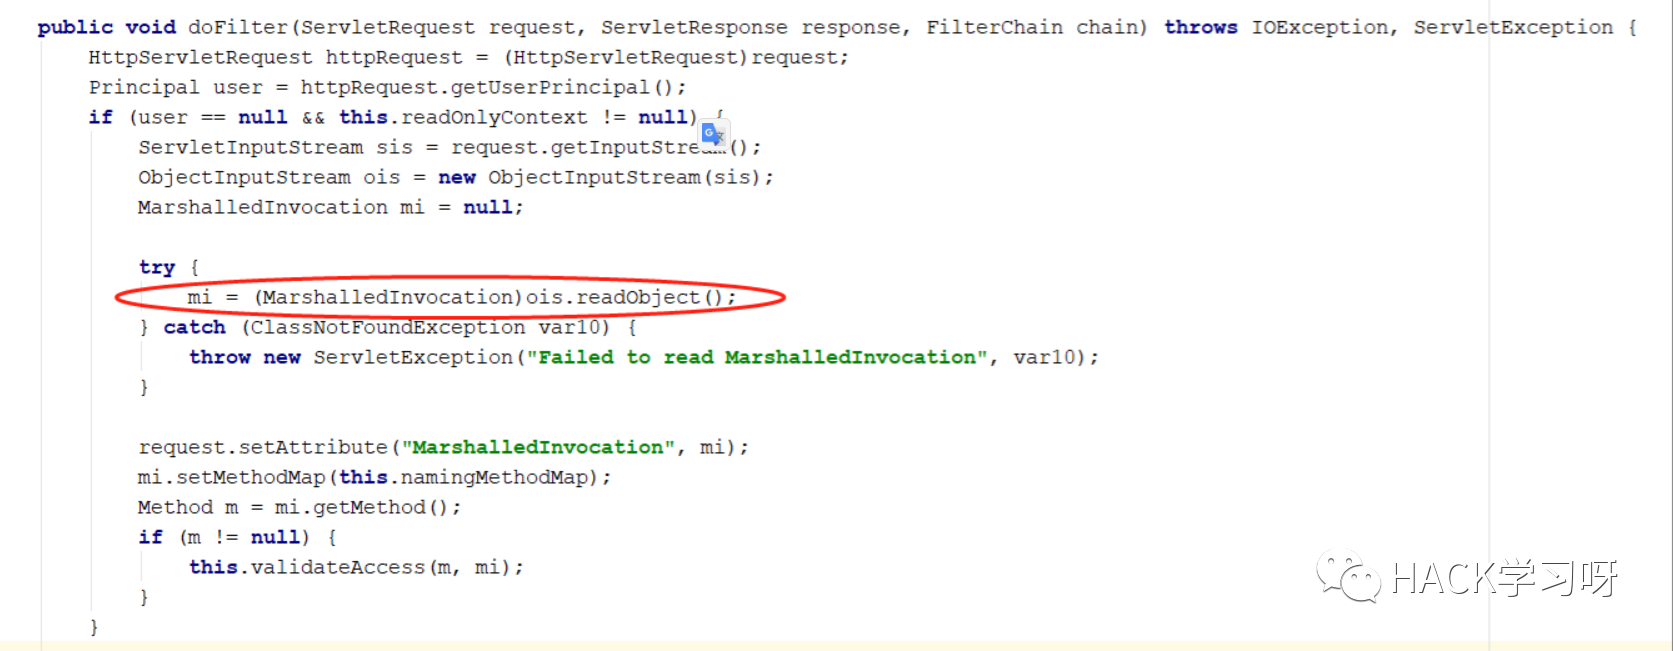 public void doFilter(ServletRequest request, ServletResponse response, FilterChain chain) throws IOException, ServletException {
HttpServletRequest httpRequest = (HttpServletRequest)request;
Principal user = httpRequest.getUserPrincipal();
if (user == null && this.readOnlyContext != null) {
ServletInputStream sis = request.getInputStream();
ObjectInputStream ois = new ObjectInputStream(sis);
MarshalledInvocation mi = null;
try {
mi = (MarshalledInvocation)ois.readObject();
} catch (ClassNotFoundException var10) {
throw new ServletException("Failed to read MarshalledInvocation", var10);
}
request.setAttribute("MarshalledInvocation", mi);
mi.setMethodMap(this.namingMethodMap);
Method m = mi.getMethod();
if (m != null) {
this.validateAccess(m, mi);
}
}
HACK学习呀